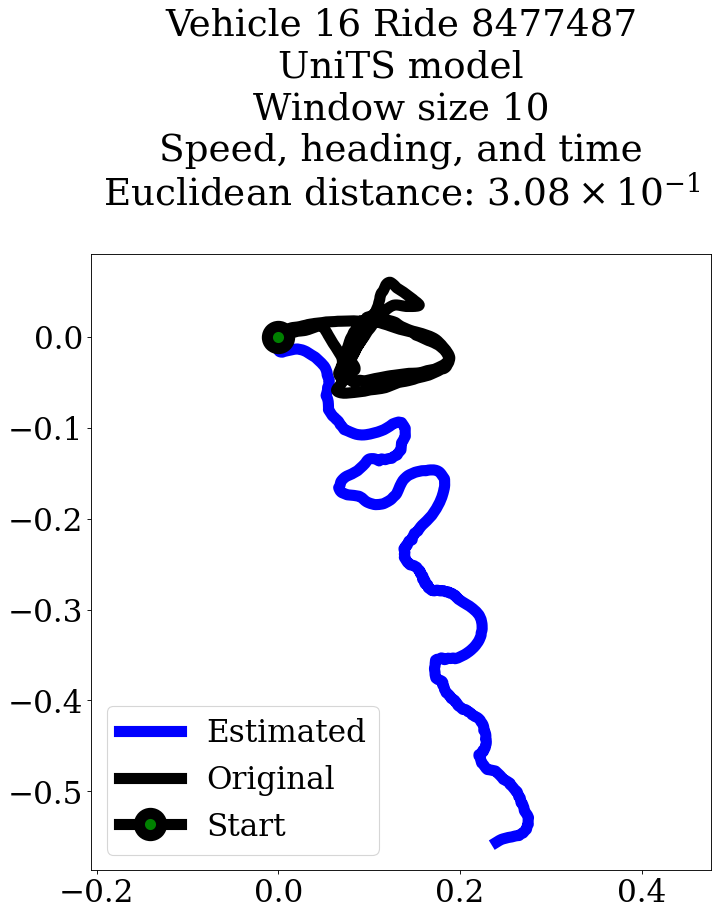 Vehicle 16 Ride 8477487
UniTS model
Window size 10
Speed, heading, and time
Euclidean distance: 3.08 × 10⁻¹
0.0
−0.1
−0.2
−0.3
−0.4
−0.5
Estimated
Original
Start
−0.2 0.0 0.2 0.4